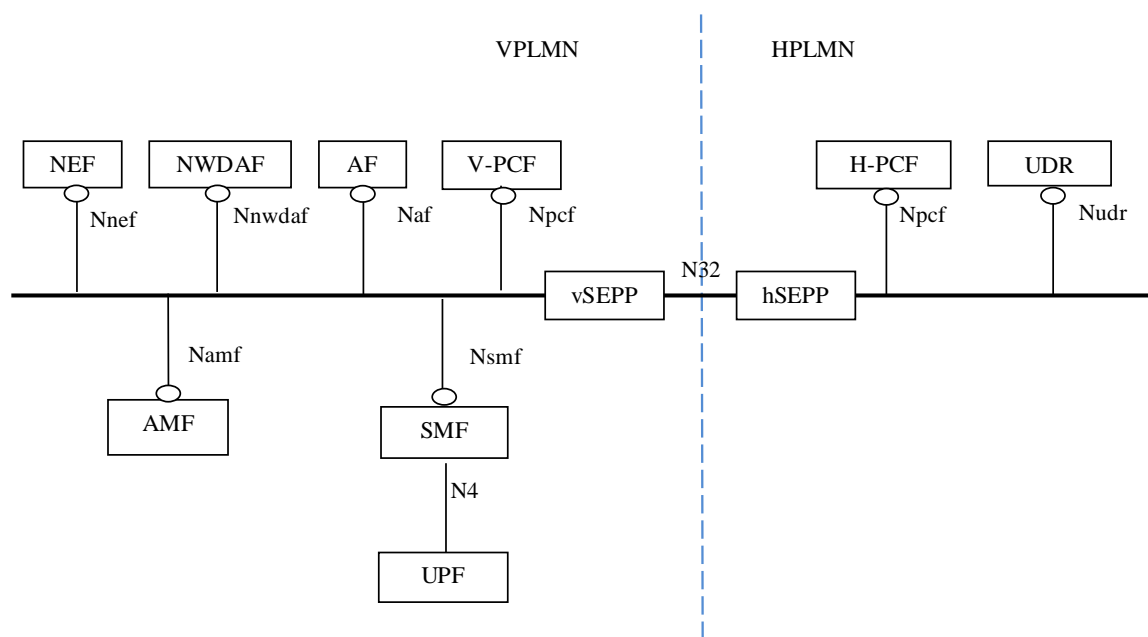 VPLMN
HPLMN
NEF
NWDAF
AF
V-PCF
H-PCF
UDR
Nnef
Nnwdaf
Naf
Npcf
Npcf
Nudr
N32
vSEPP
hSEPP
Namf
Nsmf
AMF
SMF
N4
UPF